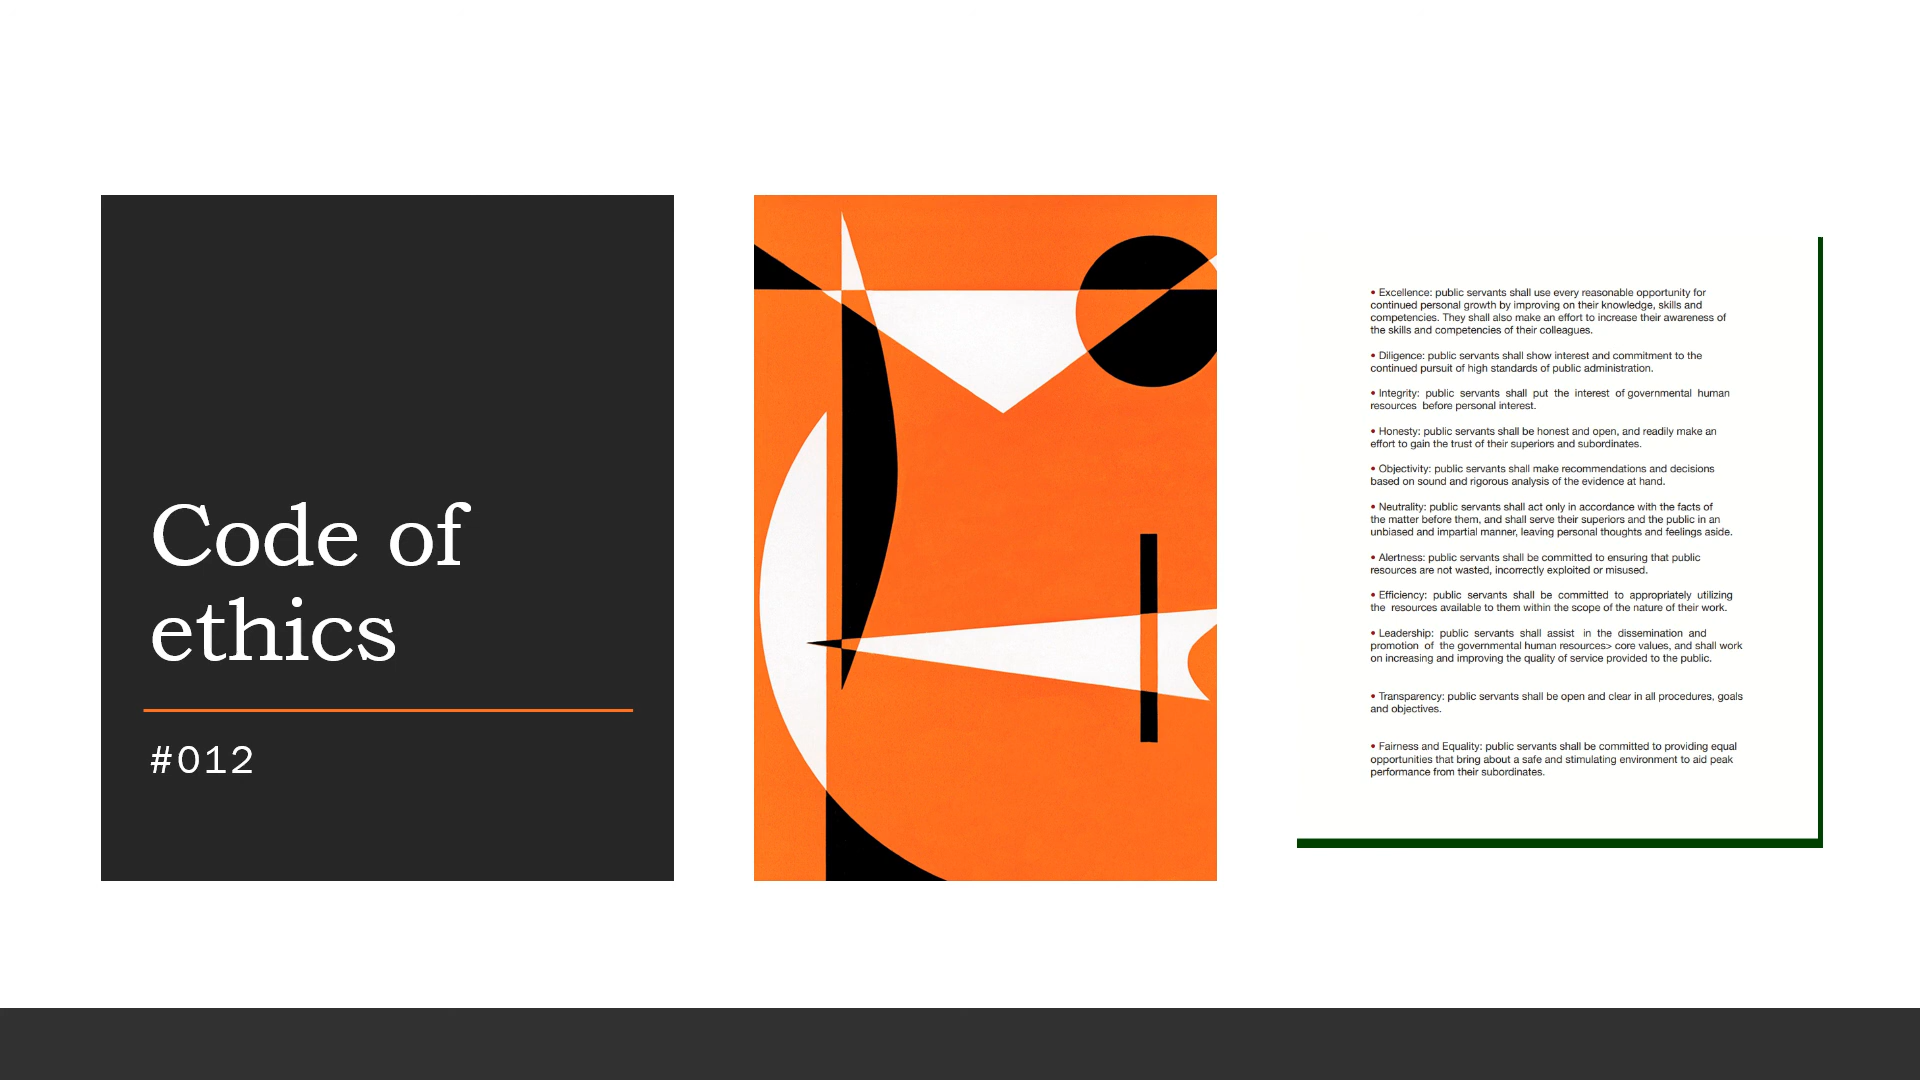 Code of
ethics
#012
• Excellence: public servants shall use every reasonable opportunity for
continued personal growth by improving on their knowledge, skills and
competencies. They shall also make an effort to increase their awareness of
the skills and competencies of their colleagues.
• Diligence: public servants shall show interest and commitment to the
continued pursuit of high standards of public administration.
• Integrity: public servants shall put the interest of governmental human
resources before personal interest.
• Honesty: public servants shall be honest and open, and readily make an
effort to gain the trust of their superiors and subordinates.
• Objectivity: public servants shall make recommendations and decisions
based on sound and rigorous analysis of the evidence at hand.
• Neutrality: public servants shall act only in accordance with the facts of
the matter before them, and shall serve their superiors and the public in an
unbiased and impartial manner, leaving personal thoughts and feelings aside.
• Alertness: public servants shall be committed to ensuring that public
resources are not wasted, incorrectly exploited or misused.
• Efficiency: public servants shall be committed to appropriately utilizing
the resources available to them within the scope of the nature of their work.
• Leadership: public servants shall assist in the dissemination and
promotion of the governmental human resources> core values, and shall work
on increasing and improving the quality of service provided to the public.
• Transparency: public servants shall be open and clear in all procedures, goals
and objectives.
• Fairness and Equality: public servants shall be committed to providing equal
opportunities that bring about a safe and stimulating environment to aid peak
performance from their subordinates.